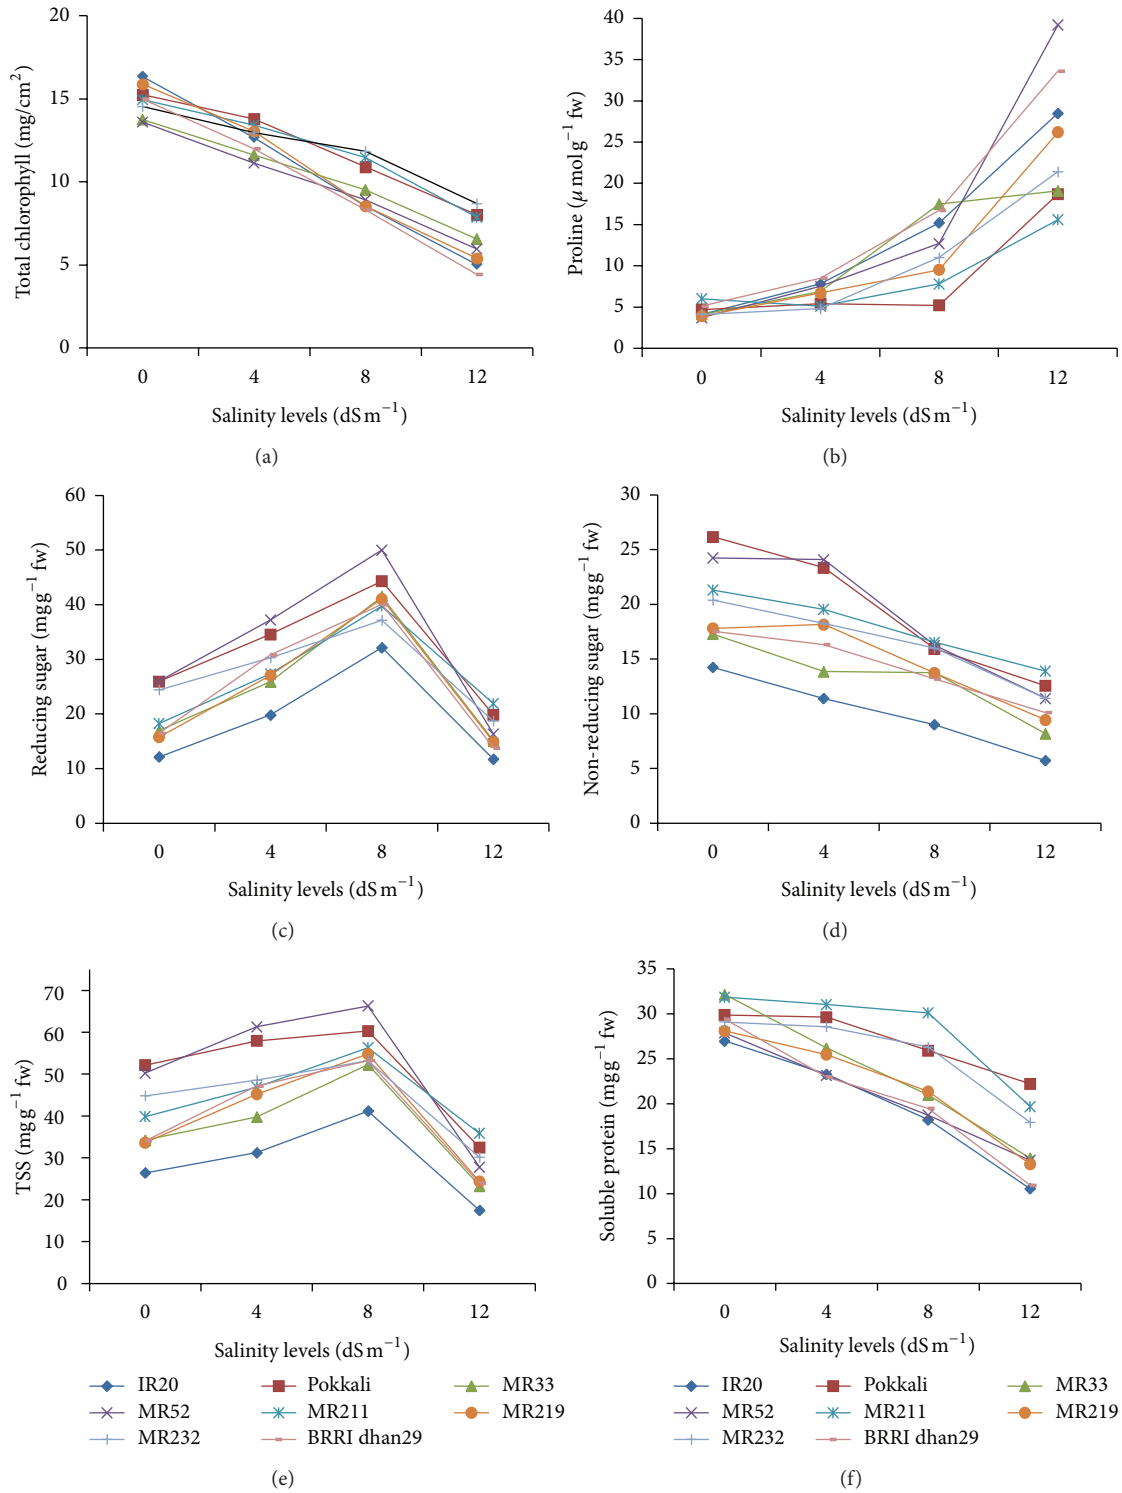 Total chlorophyll (mg/cm²)
20
15
10
5
0
0 4 8 12
Salinity levels (dS m⁻¹)
(a)
Proline (μ mol g⁻¹ fw)
40
35
30
25
20
15
10
5
0
0 4 8 12
Salinity levels (dS m⁻¹)
(b)
Reducing sugar (mg g⁻¹ fw)
60
50
40
30
20
10
0
0 4 8 12
Salinity levels (dS m⁻¹)
(c)
Non-reducing sugar (mg g⁻¹ fw)
30
25
20
15
10
5
0
0 4 8 12
Salinity levels (dS m⁻¹)
(d)
TSS (mg g⁻¹ fw)
70
60
50
40
30
20
10
0
0 4 8 12
Salinity levels (dS m⁻¹)
IR20 Pokkali MR33
MR52 MR211 MR219
MR232 BRRI dhan29
(e)
Soluble protein (mg g⁻¹ fw)
35
30
25
20
15
10
5
0
0 4 8 12
Salinity levels (dS m⁻¹)
IR20 Pokkali MR33
MR52 MR211 MR219
MR232 BRRI dhan29
(f)